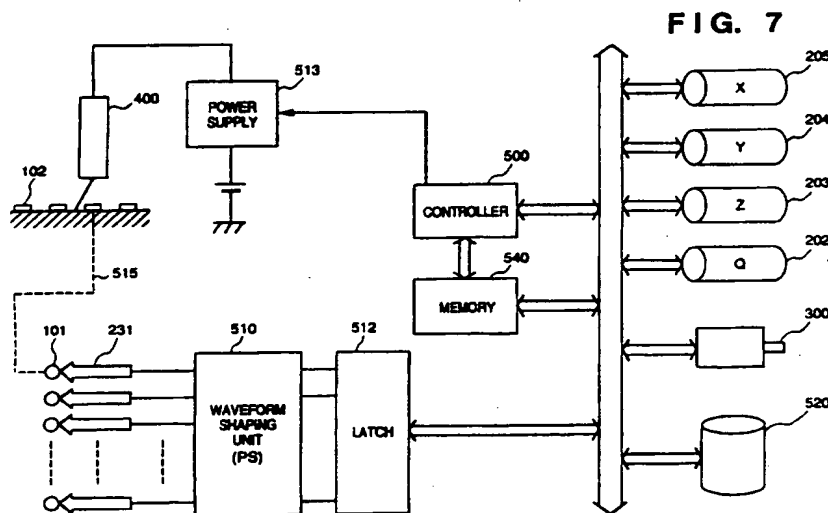 FIG. 7
205
X
513
400
POWER
SUPPLY
204
Y
102
500
203
CONTROLLER
Z
202
540
Q
515
MEMORY
300
101
231
510
512
520
WAVEFORM
SHAPING
UNIT
(PS)
LATCH